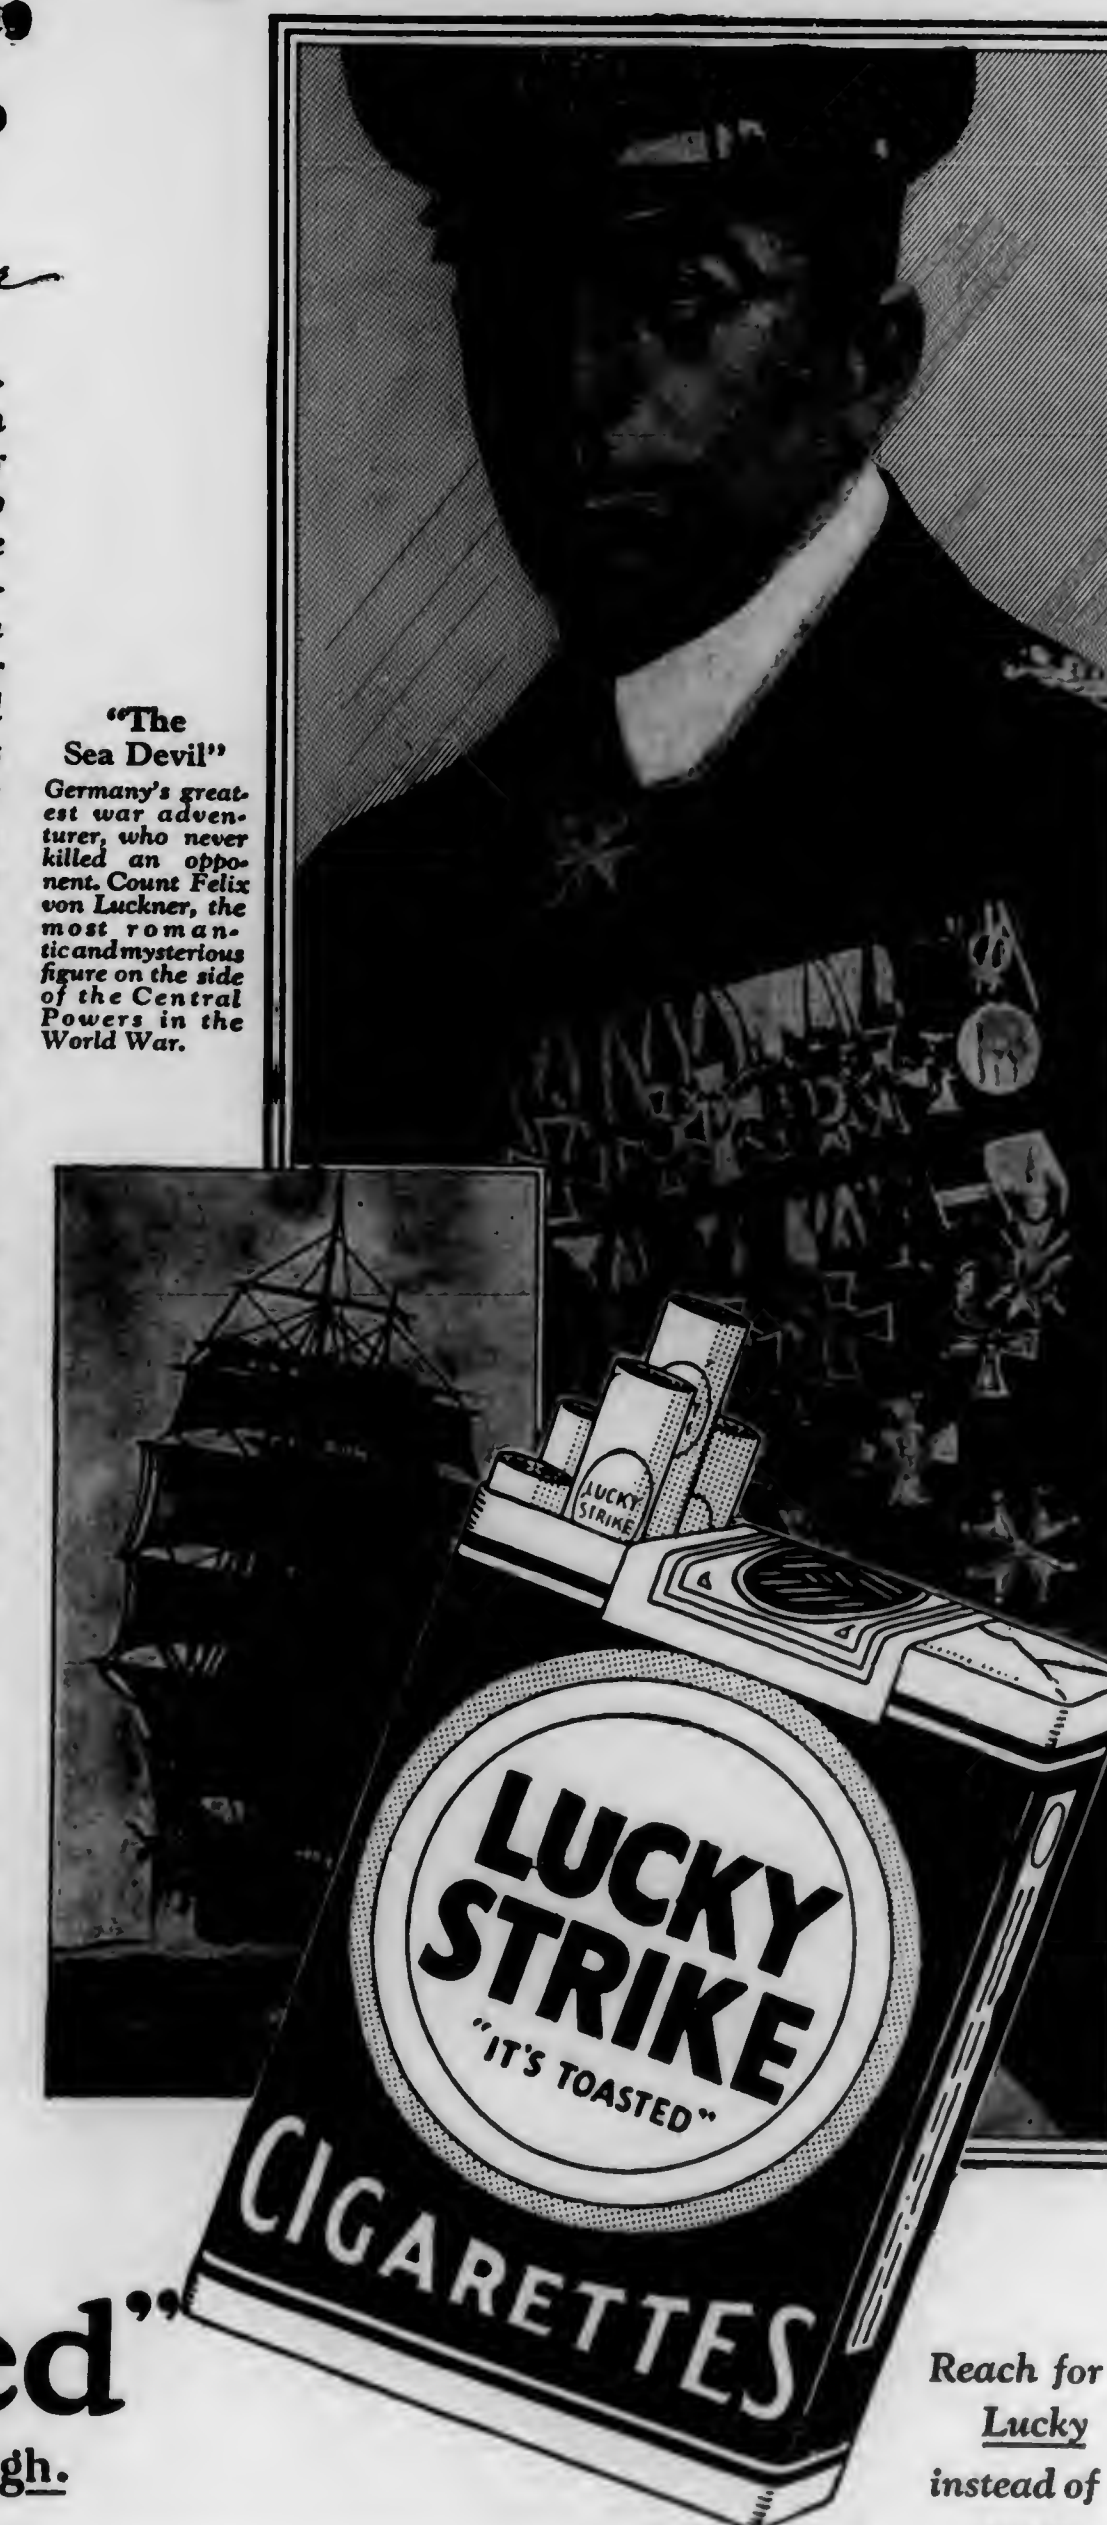 “The
Sea Devil”
Germany’s great-
est war adven-
turer, who never
killed an oppo-
nent. Count Felix
von Luckner, the
most roman-
tic and mysterious
figure on the side
of the Central
Powers in the
World War.
LUCKY
STRIKE
LUCKY
STRIKE
“IT’S TOASTED”
CIGARETTES
ed”
gh.
Reach for
Lucky
instead of